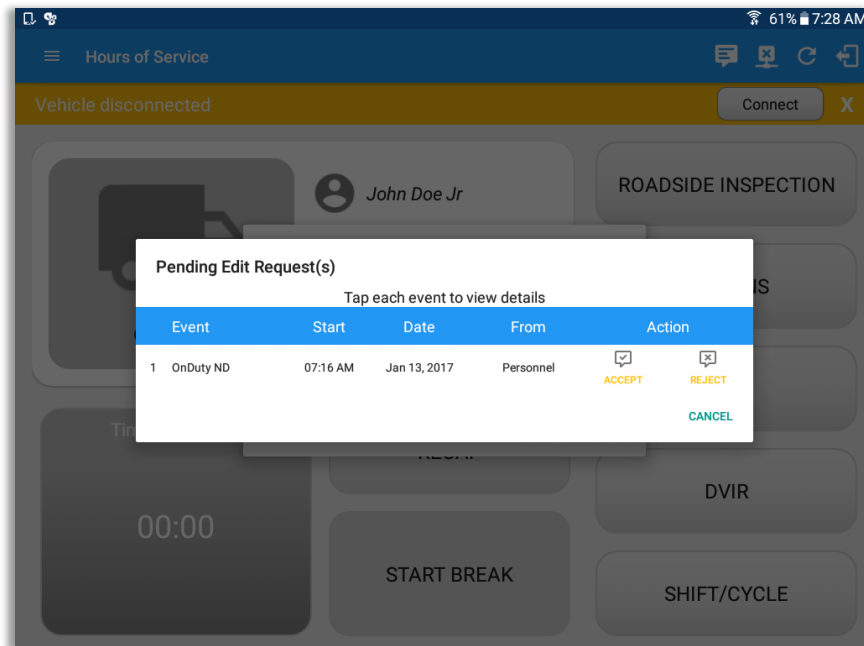 61% 7:28 AM
Hours of Service
Vehicle disconnected
Connect X
John Doe Jr
ROADSIDE INSPECTION
Pending Edit Request(s)
Tap each event to view details
Event Start Date From Action
1 OnDuty ND 07:16 AM Jan 13, 2017 Personnel
ACCEPT REJECT
CANCEL
DVIR
00:00
START BREAK
SHIFT/CYCLE